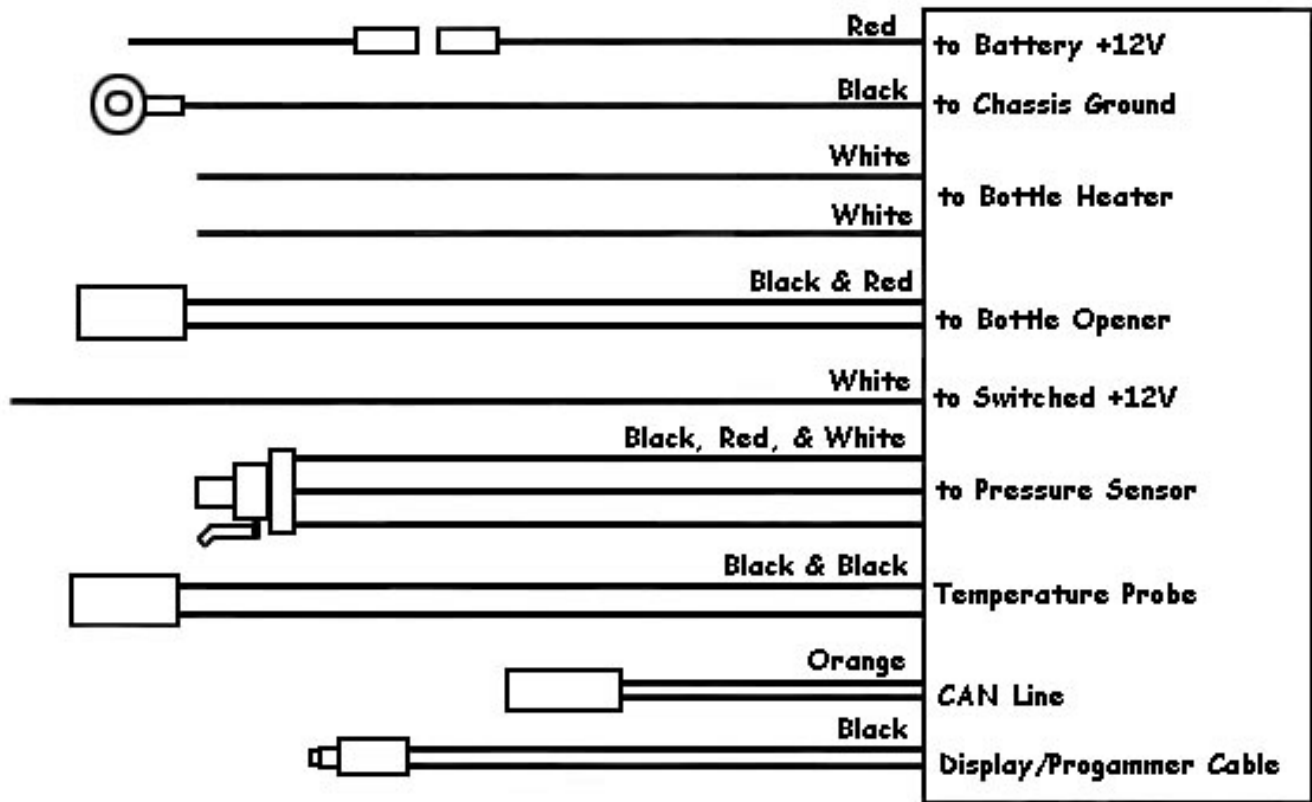 Red
to Battery +12V
Black
to Chassis Ground
White
to Bottle Heater
White
Black & Red
to Bottle Opener
White
to Switched +12V
Black, Red, & White
to Pressure Sensor
Black & Black
Temperature Probe
Orange
CAN Line
Black
Display/Progammer Cable